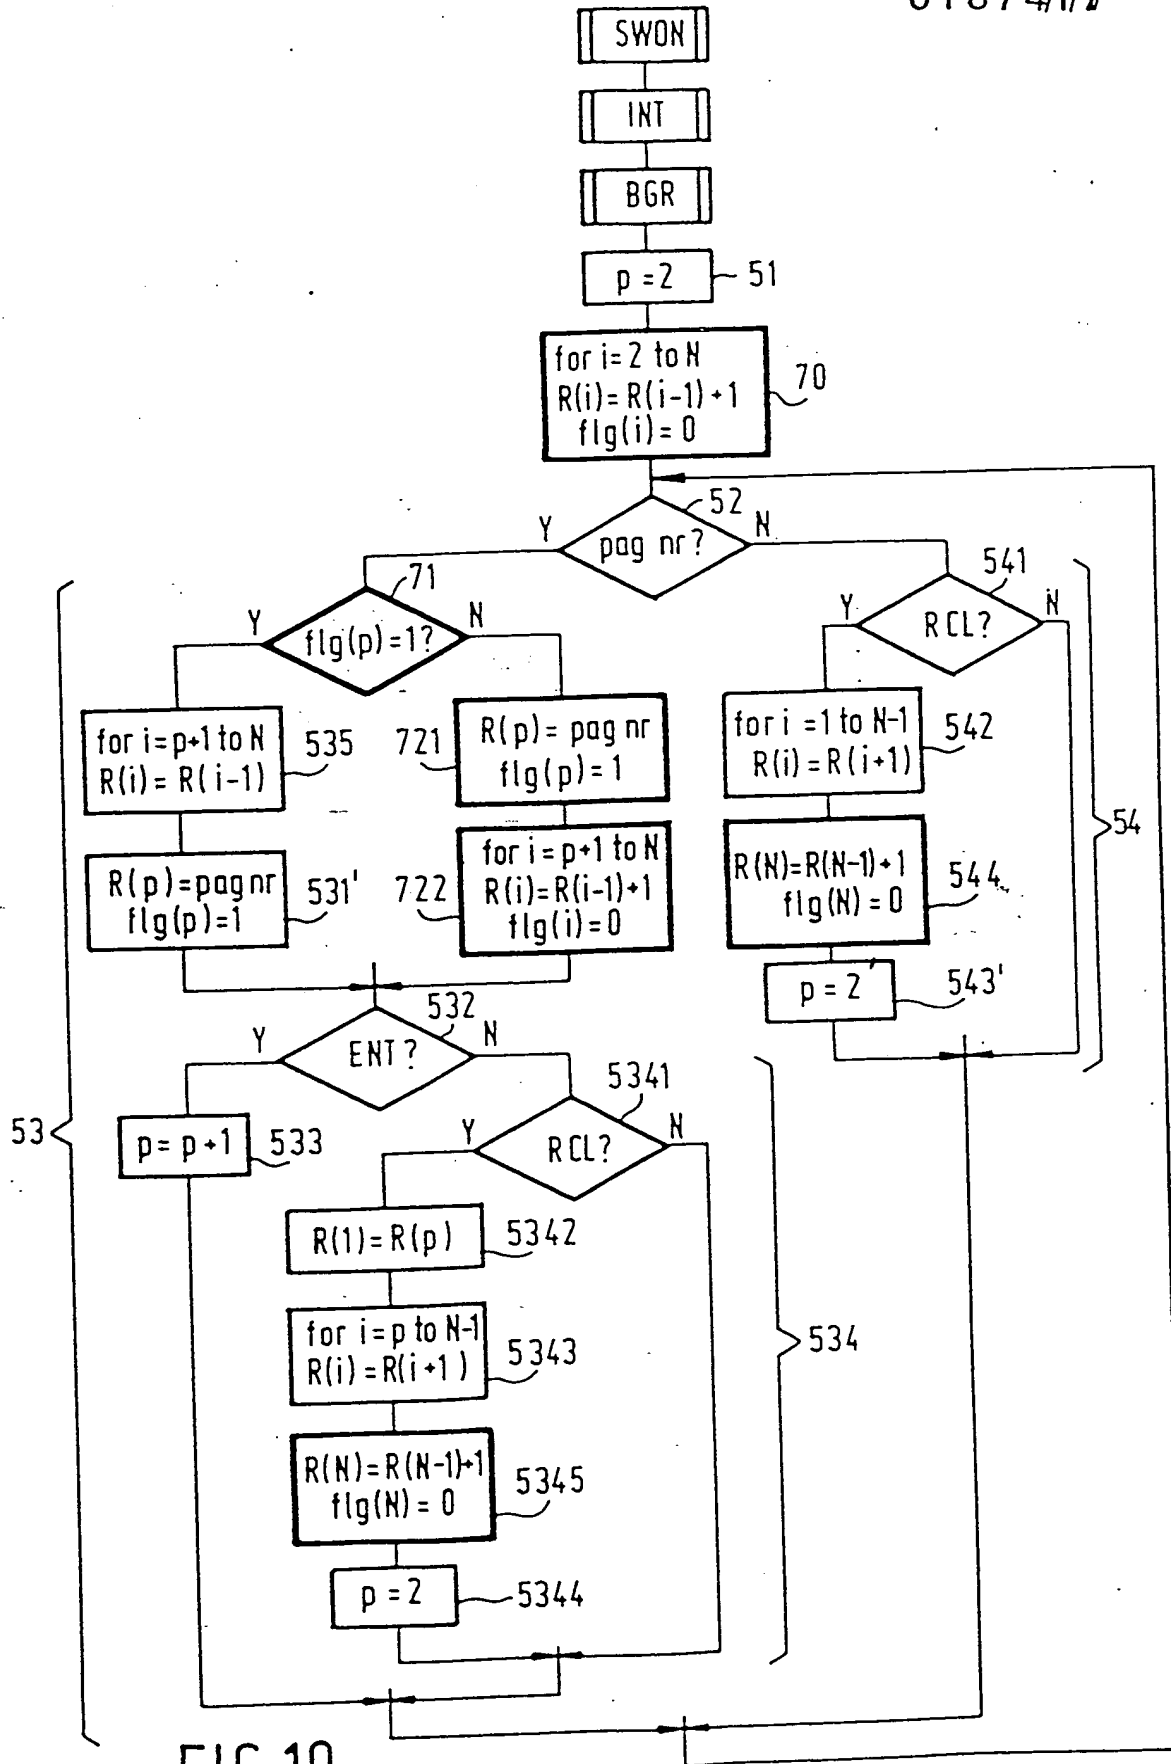 SWON
INT
BGR
p = 2
51
for i=2 to N
R(i)= R(i-1)+1
flg(i)= 0
70
52
Y
pag nr?
N
71
Y
flg(p)=1?
N
541
Y
RCL?
N
for i=p+1 to N
R(i)= R(i-1)
535
721
R(p)= pag nr
flg(p)=1
for i =1 to N-1
R(i)= R(i+1)
542
R(p)=pag nr
flg(p)=1
531'
722
for i=p+1 to N
R(i)=R(i-1)+1
flg(i)=0
R(N)=R(N-1)+1
flg(N)= 0
544
54
p = 2
543'
532
Y
ENT?
N
5341
53
p= p+1
533
Y
RCL?
N
R(1)=R(p)
5342
for i=p to N-1
R(i)=R(i+1)
5343
534
R(N)=R(N-1)+1
flg(N)= 0
5345
p = 2
5344
FIG.10